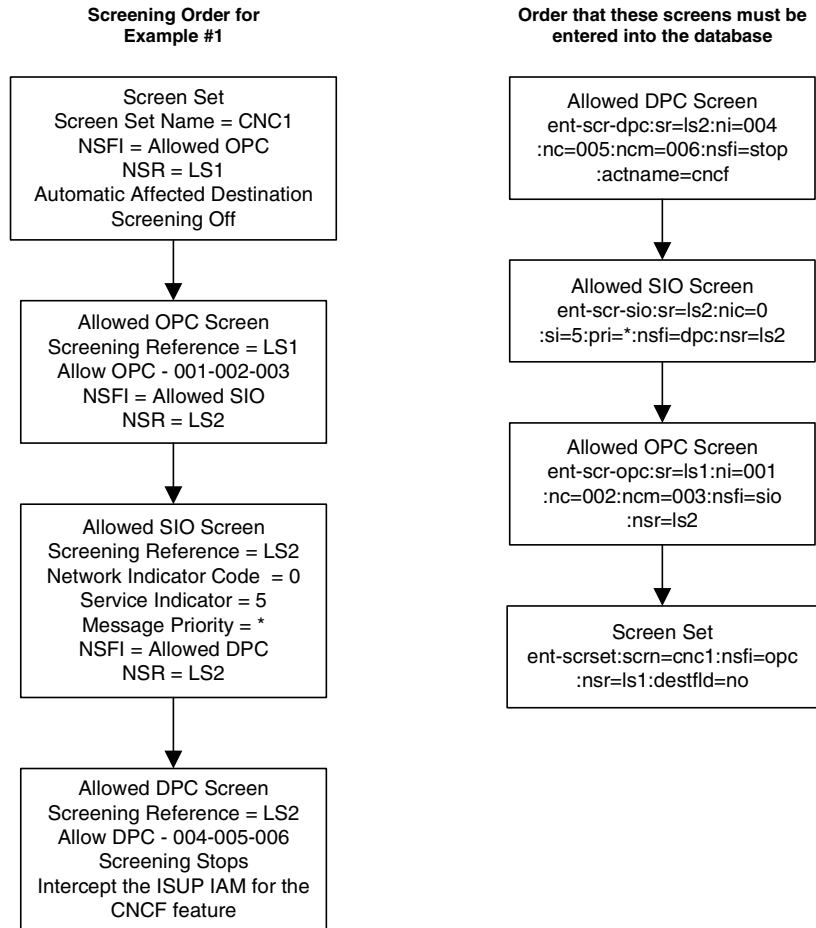 Screening Order for
Example #1
Screen Set
Screen Set Name = CNC1
NSFI = Allowed OPC
NSR = LS1
Automatic Affected Destination
Screening Off
Allowed OPC Screen
Screening Reference = LS1
Allow OPC - 001-002-003
NSFI = Allowed SIO
NSR = LS2
Allowed SIO Screen
Screening Reference = LS2
Network Indicator Code = 0
Service Indicator = 5
Message Priority = *
NSFI = Allowed DPC
NSR = LS2
Allowed DPC Screen
Screening Reference = LS2
Allow DPC - 004-005-006
Screening Stops
Intercept the ISUP IAM for the
CNCF feature
Order that these screens must be
entered into the database
Allowed DPC Screen
ent-scr-dpc:sr=ls2:ni=004
:nc=005:ncm=006:nsfi=stop
:actname=cncf
Allowed SIO Screen
ent-scr-sio:sr=ls2:nic=0
:si=5:pri=*:nsfi=dpc:nsr=ls2
Allowed OPC Screen
ent-scr-opc:sr=ls1:ni=001
:nc=002:ncm=003:nsfi=sio
:nsr=ls2
Screen Set
ent-scrset:scrn=cnc1:nsfi=opc
:nsr=ls1:destfld=no